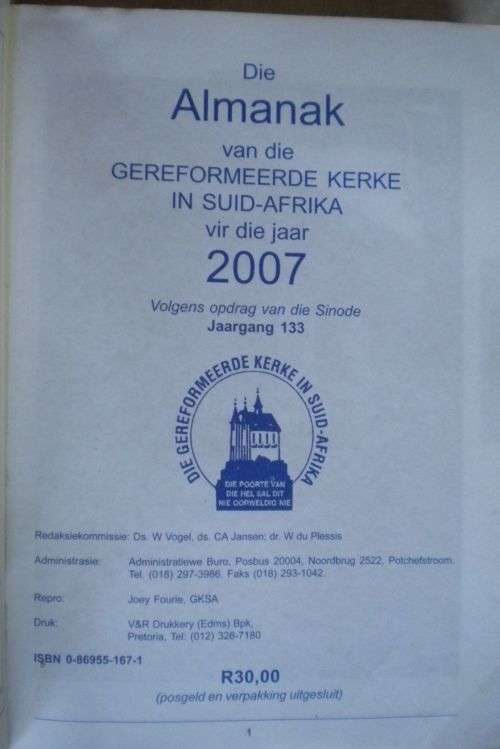 Die
Almanak
van die
GEREFORMEERDE KERKE
IN SUID-AFRIKA
vir die jaar
2007
Volgens opdrag van die Sinode
Jaargang 133
DIE GEREFORMEERDE KERKE IN SUID-AFRIKA
DIE POORTE VAN
DIE HEL SAL DIT
NIE OORWELDIG NIE
Redaksiekommissie: Ds. W Vogel, ds. CA Jansen; dr. W du Plessis
Administrasie: Administratiewe Buro, Posbus 20004, Noordbrug 2522, Potchefstroom.
Tel. (018) 297-3986. Faks (018) 293-1042.
Repro: Joey Fourie, GKSA
Druk: V&R Drukkery (Edms) Bpk,
Pretoria, Tel: (012) 326-7180
ISBN 0-86955-167-1
R30,00
(posgeld en verpakking uitgesluit)
1